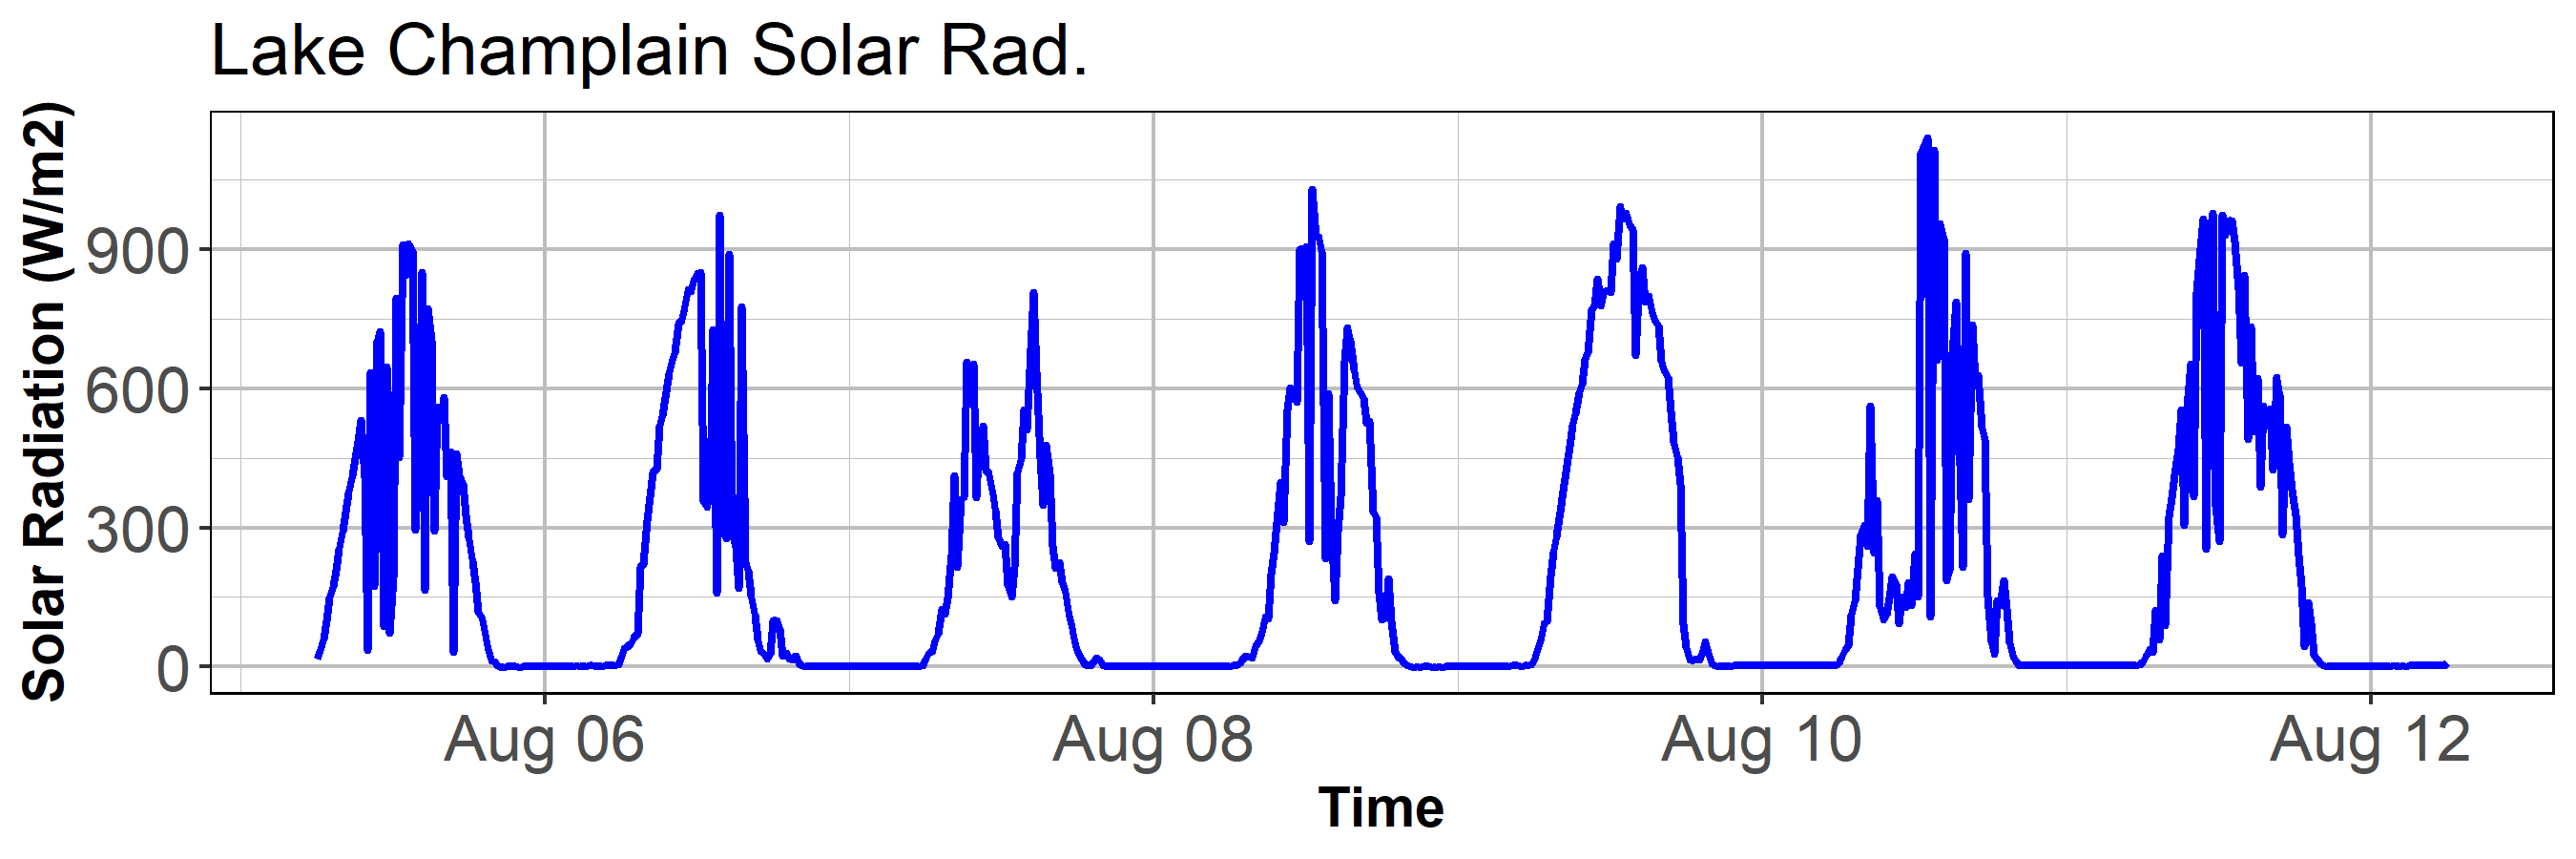 Lake Champlain Solar Rad.
Solar Radiation (W/m2)
900
600
300
0
Aug 06 Aug 08 Aug 10 Aug 12
Time